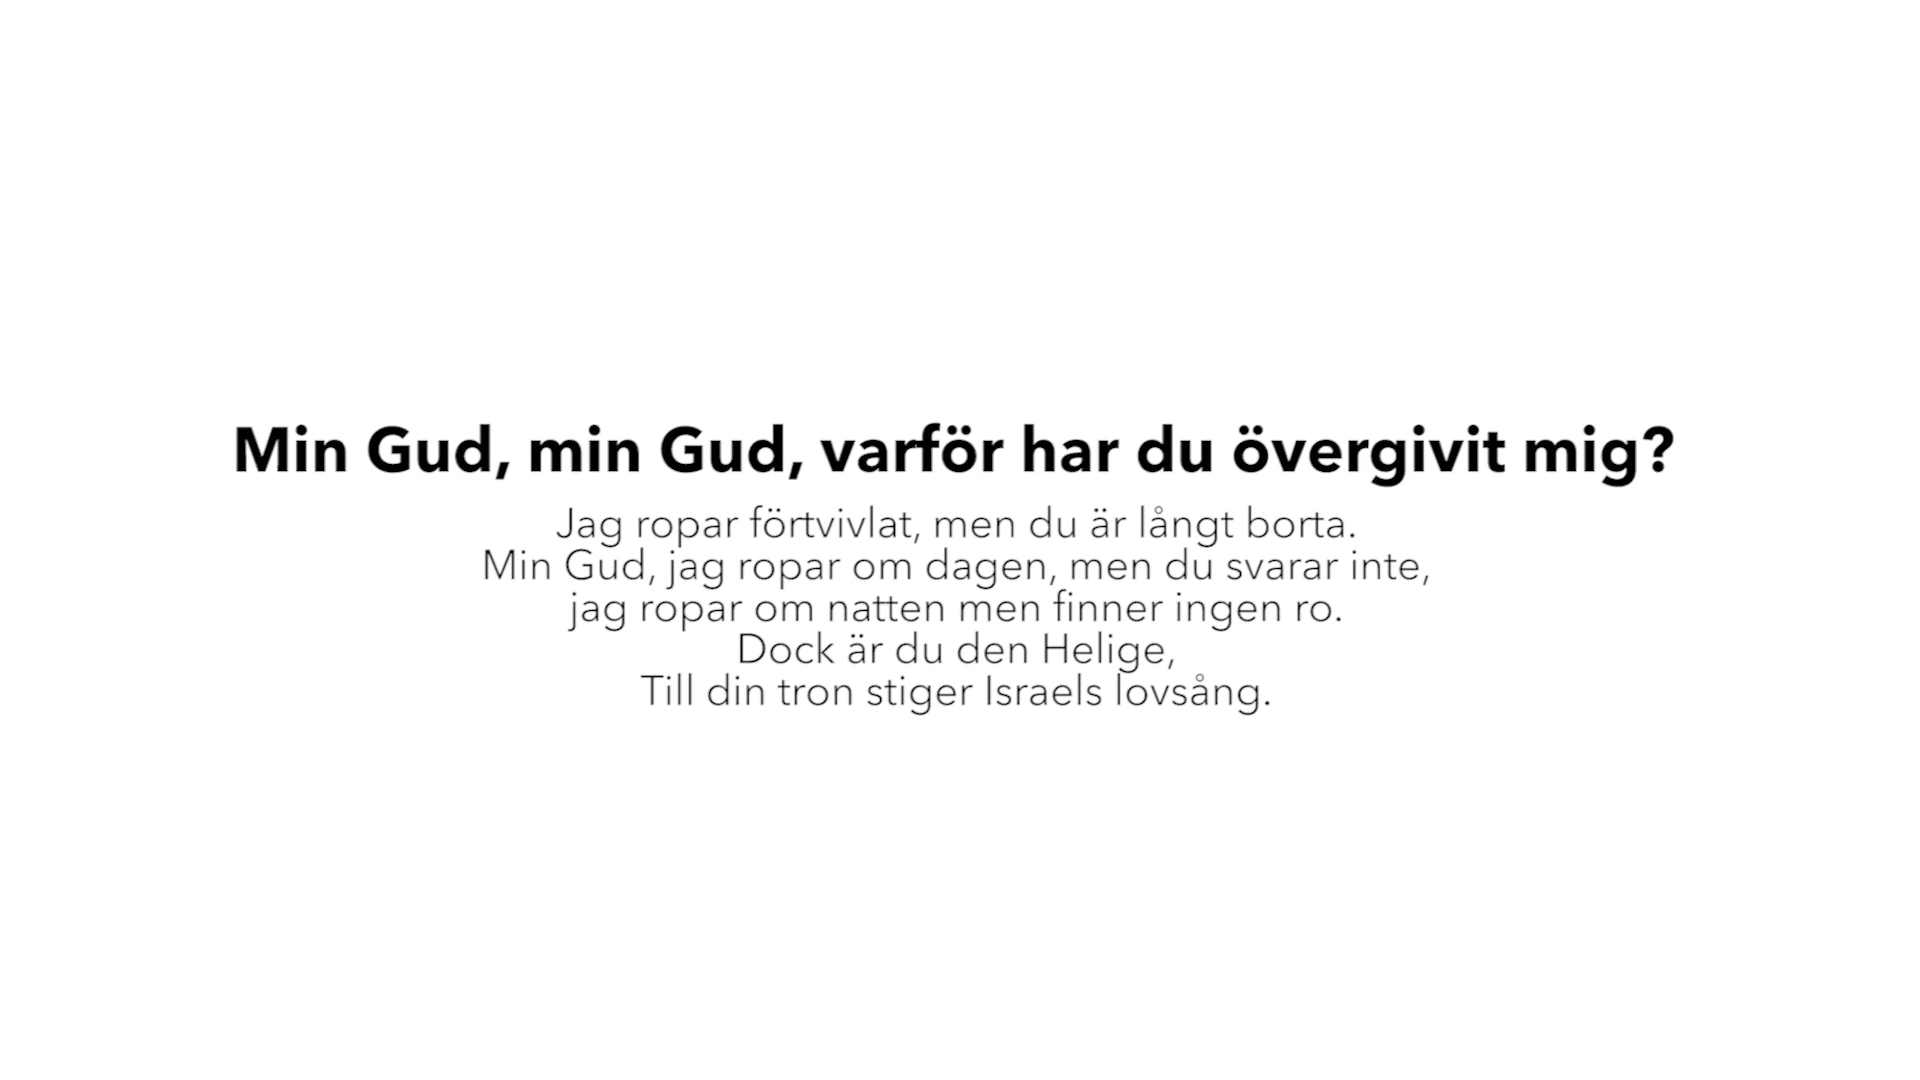 Min Gud, min Gud, varför har du övergivit mig?
Jag ropar förtvivlat, men du är långt borta.
Min Gud, jag ropar om dagen, men du svarar inte,
jag ropar om natten men finner ingen ro.
Dock är du den Helige,
Till din tron stiger Israels lovsång.